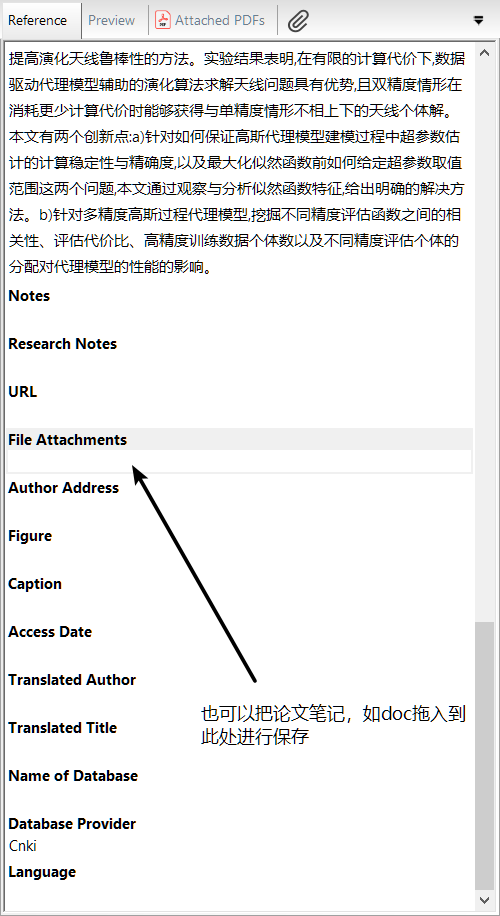 Reference Preview Attached PDFs
提高演化天线鲁棒性的方法。实验结果表明,在有限的计算代价下,数据
驱动代理模型辅助的演化算法求解天线问题具有优势,且双精度情形在
消耗更少计算代价时能够获得与单精度情形不相上下的天线个体解。
本文有两个创新点:a)针对如何保证高斯代理模型建模过程中超参数估
计的计算稳定性与精确度,以及最大化似然函数前如何给定超参数取值
范围这两个问题,本文通过观察与分析似然函数特征,给出明确的解决方
法。b)针对多精度高斯过程代理模型,挖掘不同精度评估函数之间的相
关性、评估代价比、高精度训练数据个体数以及不同精度评估个体的
分配对代理模型的性能的影响。
Notes
Research Notes
URL
File Attachments
Author Address
Figure
Caption
Access Date
Translated Author
也可以把论文笔记，如doc拖入到
此处进行保存
Translated Title
Name of Database
Database Provider
Cnki
Language